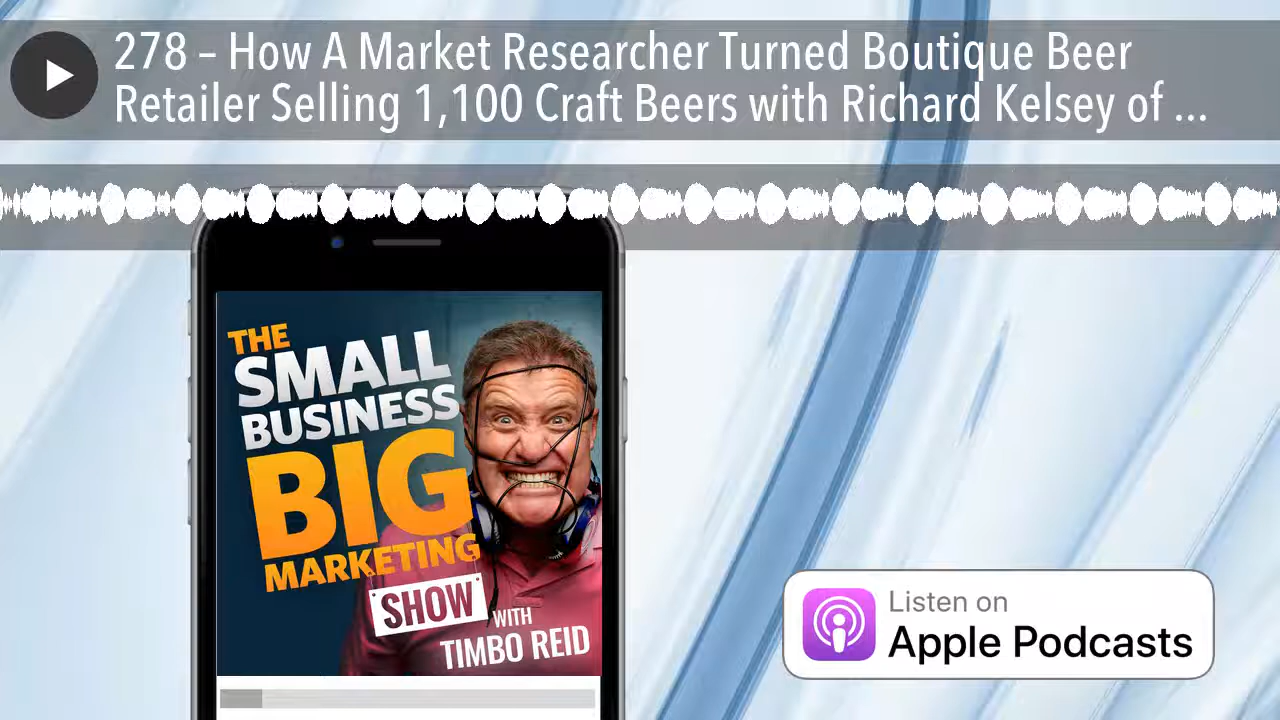 278 – How A Market Researcher Turned Boutique Beer
Retailer Selling 1,100 Craft Beers with Richard Kelsey of ...
THE
SMALL
BUSINESS
BIG
MARKETING
SHOW
WITH
TIMBO REID
Listen on
Apple Podcasts